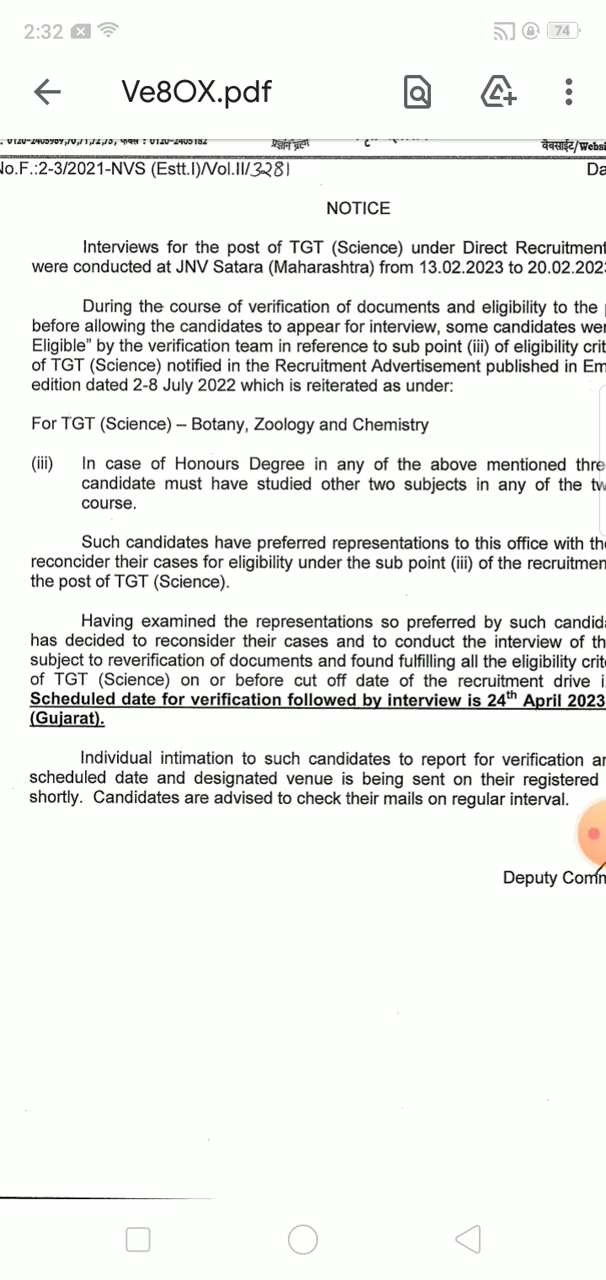 2:32
74
Ve8OX.pdf
वेबसाईट/Websi
No.F.:2-3/2021-NVS (Estt.I)/Vol.II/3281 Da
NOTICE
Interviews for the post of TGT (Science) under Direct Recruitment
were conducted at JNV Satara (Maharashtra) from 13.02.2023 to 20.02.202
During the course of verification of documents and eligibility to the
before allowing the candidates to appear for interview, some candidates wer
Eligible” by the verification team in reference to sub point (iii) of eligibility crit
of TGT (Science) notified in the Recruitment Advertisement published in Em
edition dated 2-8 July 2022 which is reiterated as under:
For TGT (Science) – Botany, Zoology and Chemistry
(iii) In case of Honours Degree in any of the above mentioned thre
candidate must have studied other two subjects in any of the tw
course.
Such candidates have preferred representations to this office with th
reconcider their cases for eligibility under the sub point (iii) of the recruitmen
the post of TGT (Science).
Having examined the representations so preferred by such candid
has decided to reconsider their cases and to conduct the interview of th
subject to reverification of documents and found fulfilling all the eligibility crit
of TGT (Science) on or before cut off date of the recruitment drive i
Scheduled date for verification followed by interview is 24th April 2023
(Gujarat).
Individual intimation to such candidates to report for verification an
scheduled date and designated venue is being sent on their registered
shortly. Candidates are advised to check their mails on regular interval.
Deputy Comm